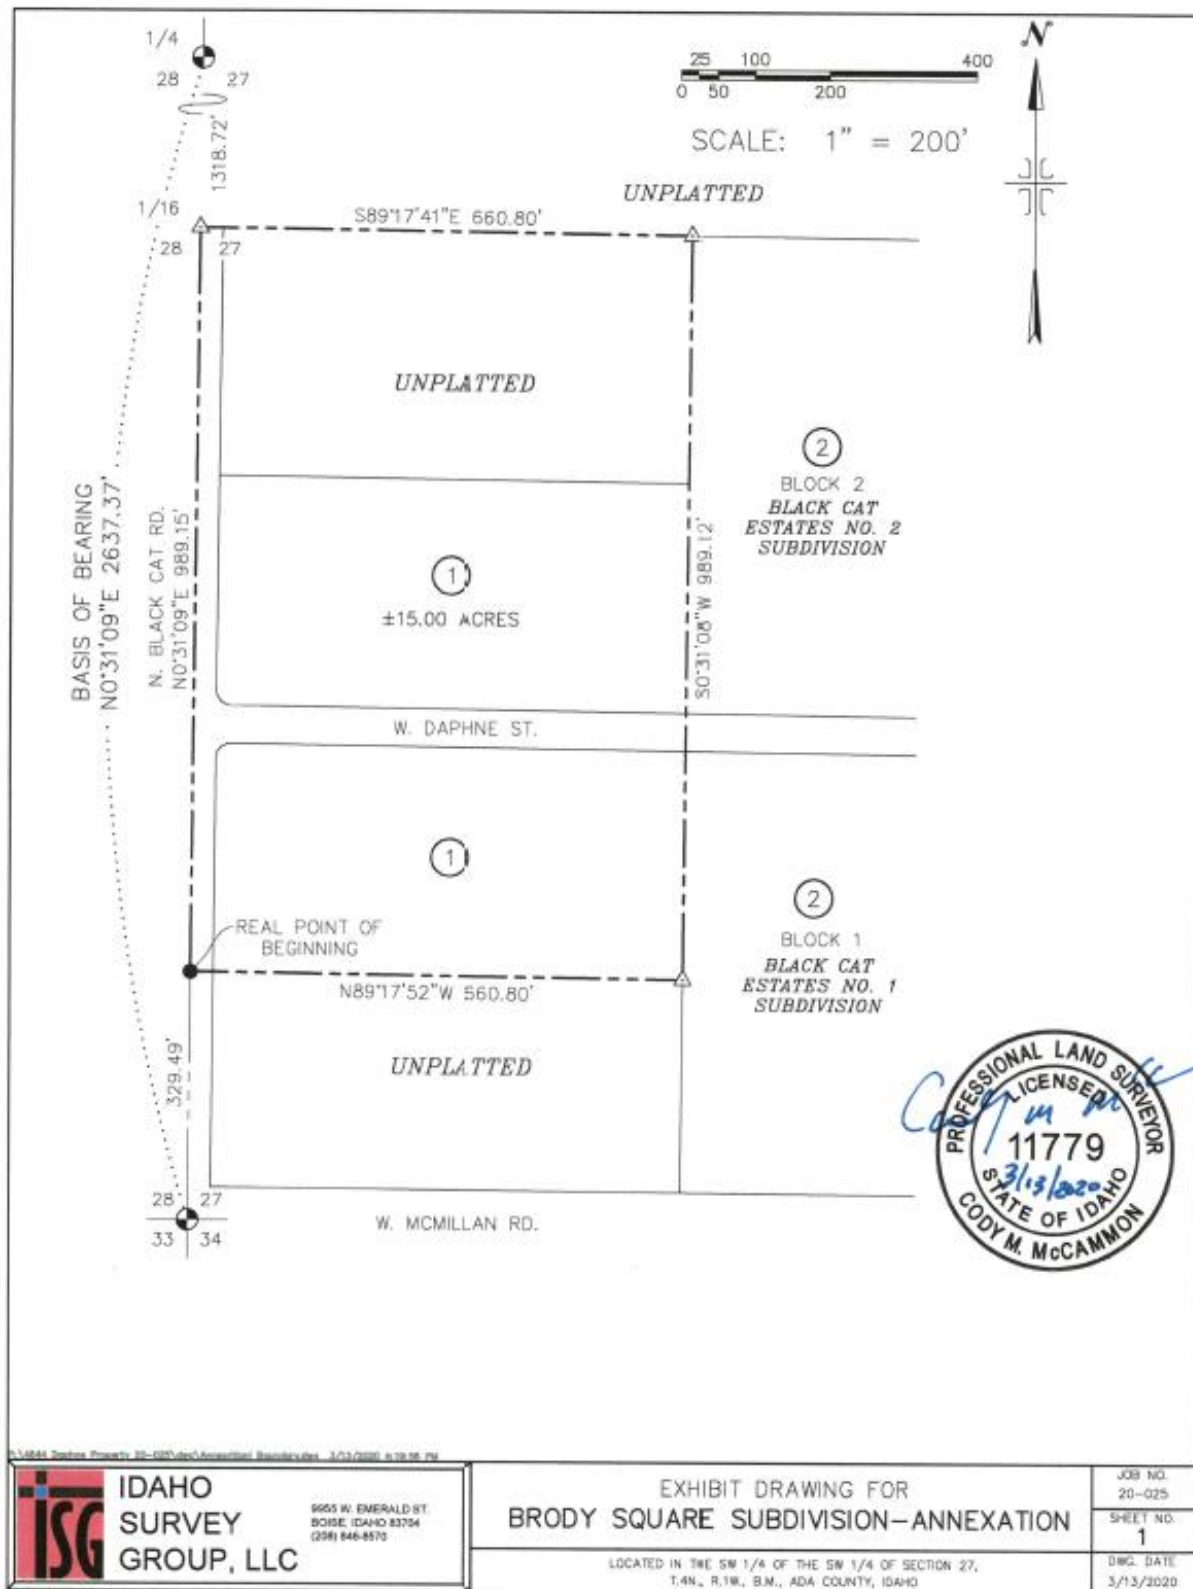 1/4
28 27
1318.72'
25 100 400
0 50 200
SCALE: 1" = 200'
N
UNPLATTED
1/16
28 27
S89°17'41"E 660.80'
UNPLATTED
BASIS OF BEARING
N0°31'09"E 2637.37'
N. BLACK CAT RD.
N0°31'09"E 989.15'
S0°31'08"W 989.12'
2
BLOCK 2
BLACK CAT
ESTATES NO. 2
SUBDIVISION
1
±15.00 ACRES
W. DAPHNE ST.
1
2
BLOCK 1
BLACK CAT
ESTATES NO. 1
SUBDIVISION
REAL POINT OF
BEGINNING
N89°17'52"W 560.80'
329.49'
UNPLATTED
28 27
33 34
W. MCMILLAN RD.
PROFESSIONAL LAND SURVEYOR
LICENSED
11779
3/13/2020
STATE OF IDAHO
CODY M. McCAMMON
ISG
IDAHO
SURVEY
GROUP, LLC
9955 W. EMERALD ST.
BOISE, IDAHO 83704
(208) 846-8570
EXHIBIT DRAWING FOR
BRODY SQUARE SUBDIVISION-ANNEXATION
LOCATED IN THE SW 1/4 OF THE SW 1/4 OF SECTION 27,
T.4N., R.1W., B.M., ADA COUNTY, IDAHO
JOB NO.
20-025
SHEET NO.
1
DWG. DATE
3/13/2020